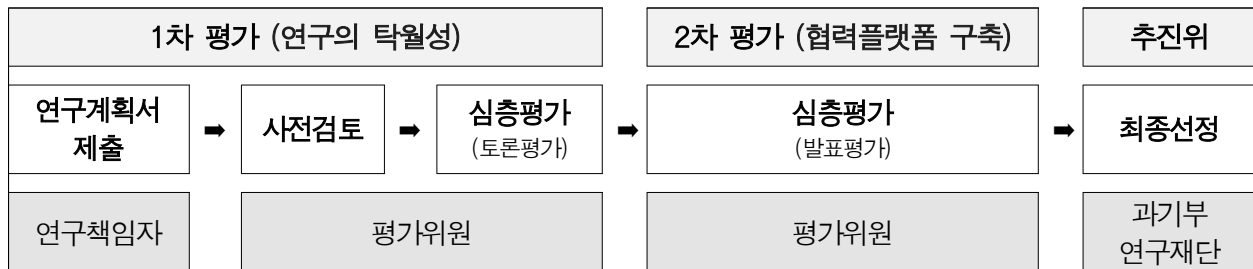 1차 평가 (연구의 탁월성)
2차 평가 (협력플랫폼 구축)
추진위
연구계획서
제출
➡
사전검토
➡
심층평가
(토론평가)
➡
심층평가
(발표평가)
➡
최종선정
연구책임자
평가위원
평가위원
과기부
연구재단